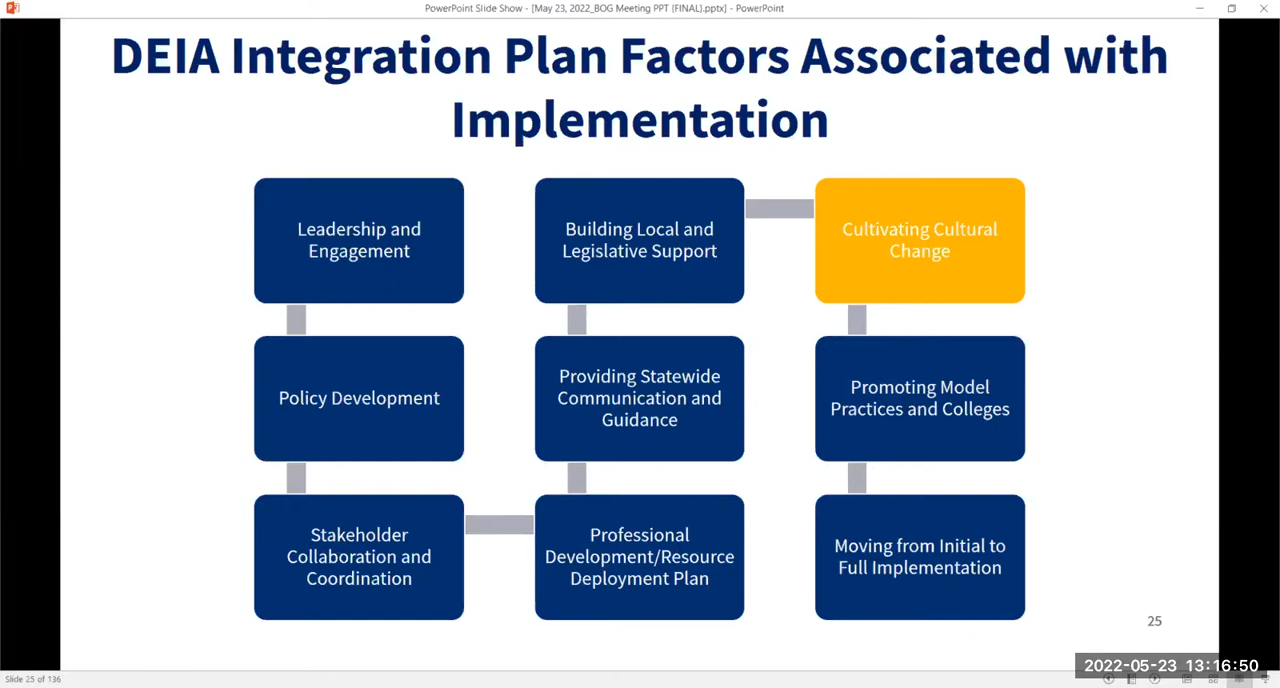 PowerPoint Slide Show - [May 23, 2022_BOG Meeting PPT (FINAL).pptx] - PowerPoint
DEIA Integration Plan Factors Associated with
Implementation
Leadership and
Engagement
Policy Development
Stakeholder
Collaboration and
Coordination
Professional
Development/Resource
Deployment Plan
Providing Statewide
Communication and
Guidance
Building Local and
Legislative Support
Cultivating Cultural
Change
Promoting Model
Practices and Colleges
Moving from Initial to
Full Implementation
25
2022-05-23 13:16:50
Slide 25 of 136